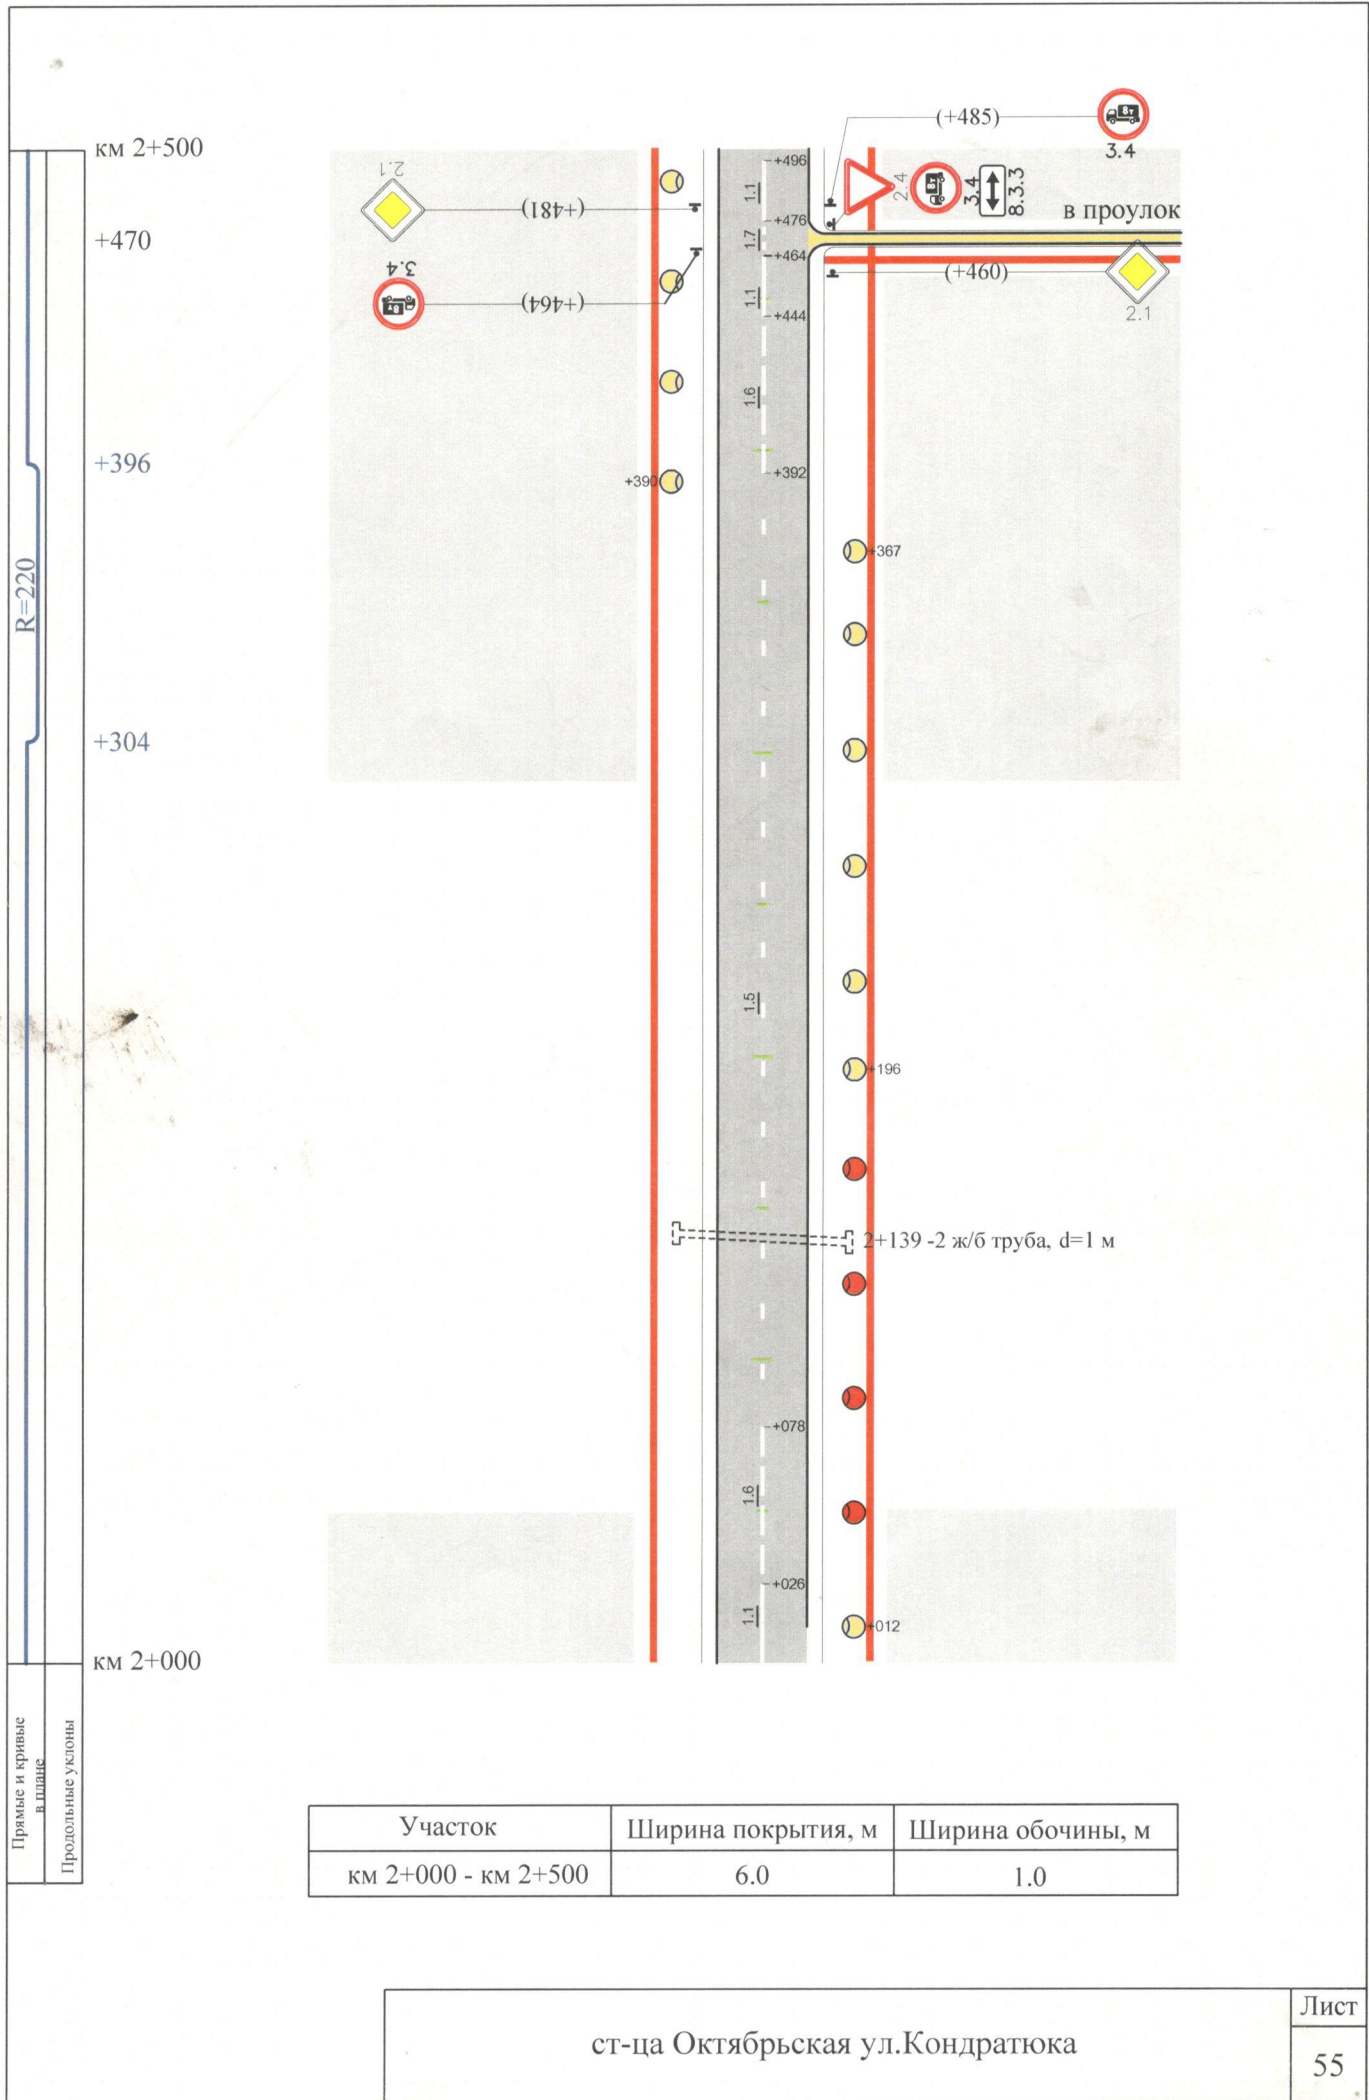 км 2+500
(+485)
8т
3.4
2.1
(+481)
+496
1.1
2.4
8т
3.4
8.3.3
в проулок
+470
+476
1.7
+464
3.4
8т
(+464)
(+460)
2.1
1.1
+444
1.6
+396
+390
+392
+367
R=220
+304
1.5
+196
2+139 -2 ж/б труба, d=1 м
+078
1.6
+026
1.1
+012
км 2+000
Прямые и кривые
в плане
Продольные уклоны
Участок Ширина покрытия, м Ширина обочины, м
км 2+000 - км 2+500 6.0 1.0
ст-ца Октябрьская ул.Кондратюка
Лист
55